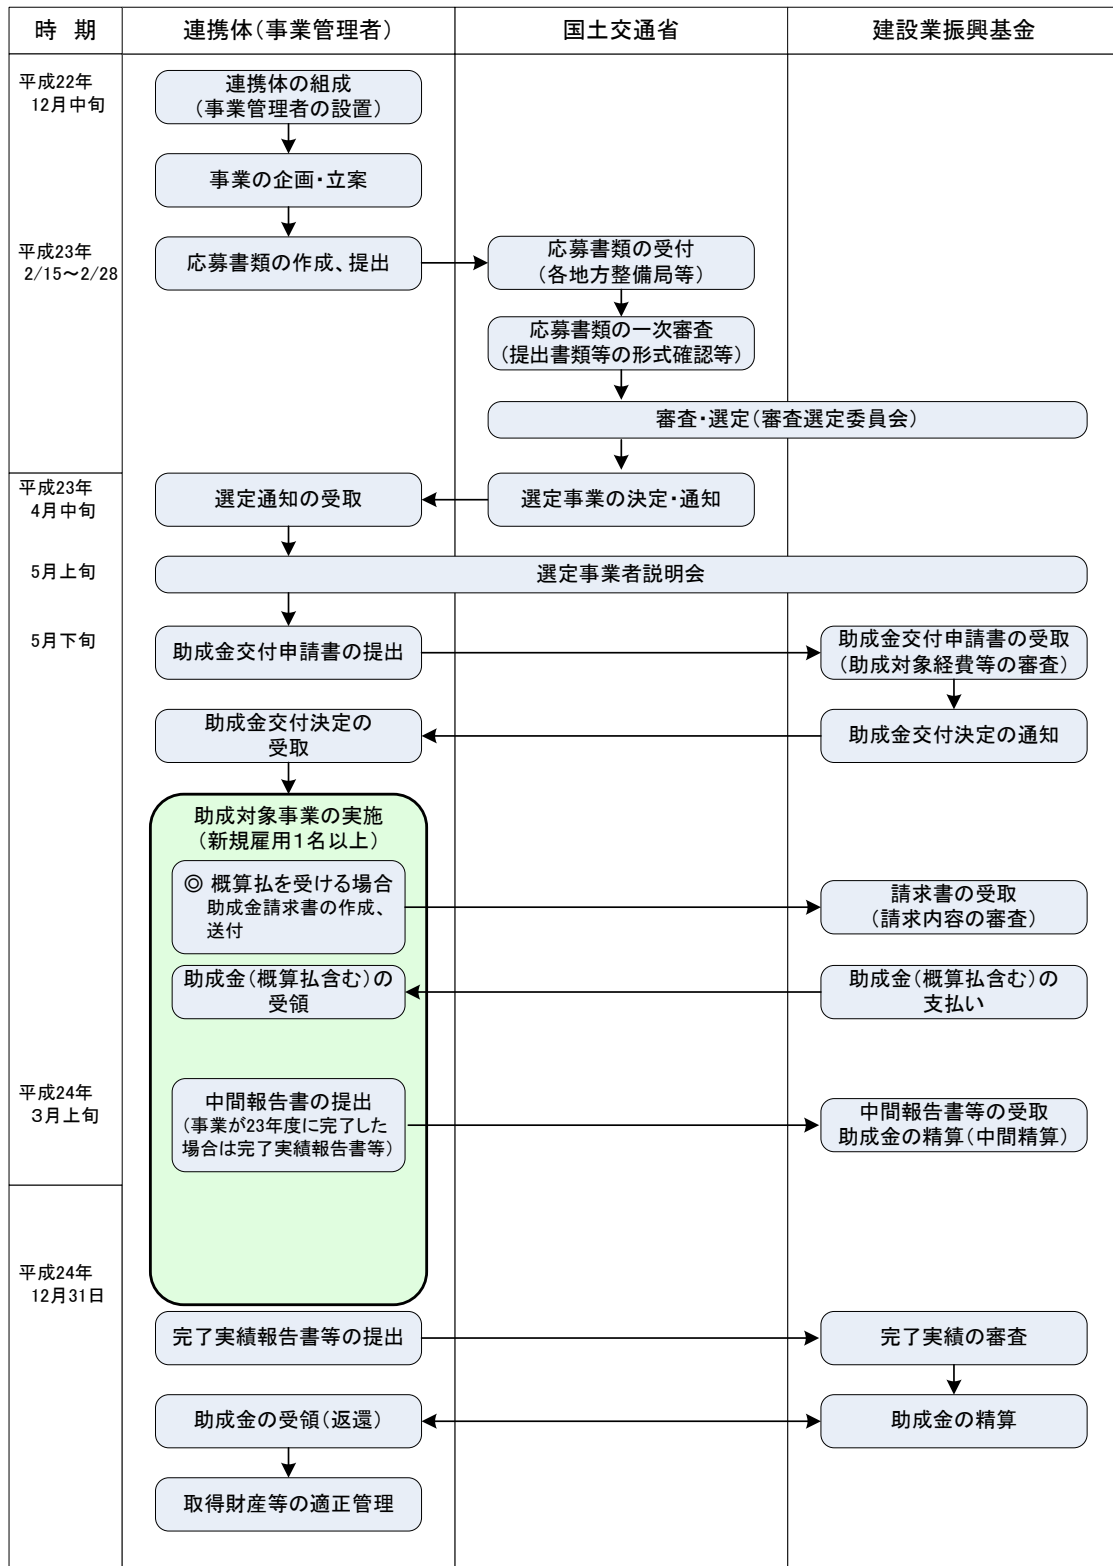 時 期
連携体(事業管理者)
国土交通省
建設業振興基金
平成22年
12月中旬
連携体の組成
(事業管理者の設置)
事業の企画・立案
平成23年
2/15~2/28
応募書類の作成、提出
応募書類の受付
(各地方整備局等)
応募書類の一次審査
(提出書類等の形式確認等)
審査・選定(審査選定委員会)
平成23年
4月中旬
選定通知の受取
選定事業の決定・通知
5月上旬
選定事業者説明会
5月下旬
助成金交付申請書の提出
助成金交付申請書の受取
(助成対象経費等の審査)
助成金交付決定の
受取
助成金交付決定の通知
助成対象事業の実施
(新規雇用1名以上)
◎ 概算払を受ける場合
助成金請求書の作成、
送付
請求書の受取
(請求内容の審査)
助成金(概算払含む)の
受領
助成金(概算払含む)の
支払い
平成24年
3月上旬
中間報告書の提出
(事業が23年度に完了した
場合は完了実績報告書等)
中間報告書等の受取
助成金の精算(中間精算)
平成24年
12月31日
完了実績報告書等の提出
完了実績の審査
助成金の受領(返還)
助成金の精算
取得財産等の適正管理